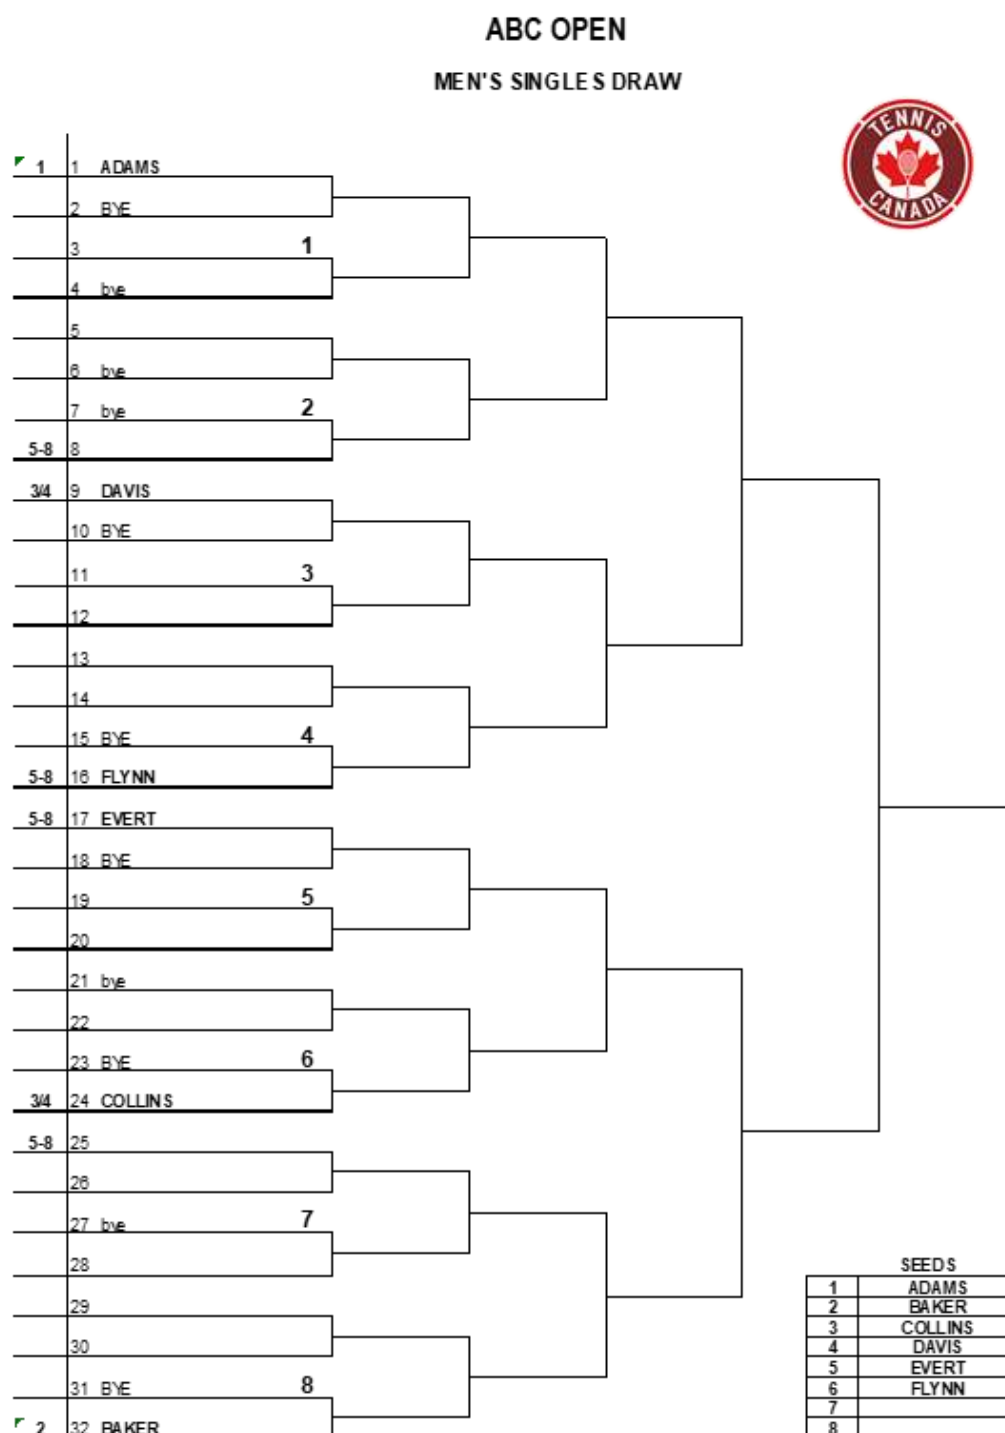 ABC OPEN
MEN'S SINGLES DRAW
TENNIS
CANADA
1 1 ADAMS
2 BYE
3 1
4 bye
5
6 bye
7 bye 2
5-8 8
3/4 9 DAVIS
10 BYE
11 3
12
13
14
15 BYE 4
5-8 16 FLYNN
5-8 17 EVERT
18 BYE
19 5
20
21 bye
22
23 BYE 6
3/4 24 COLLINS
5-8 25
26
27 bye 7
28
29
30
31 BYE 8
2 32 BAKER
SEEDS
1 ADAMS
2 BAKER
3 COLLINS
4 DAVIS
5 EVERT
6 FLYNN
7
8